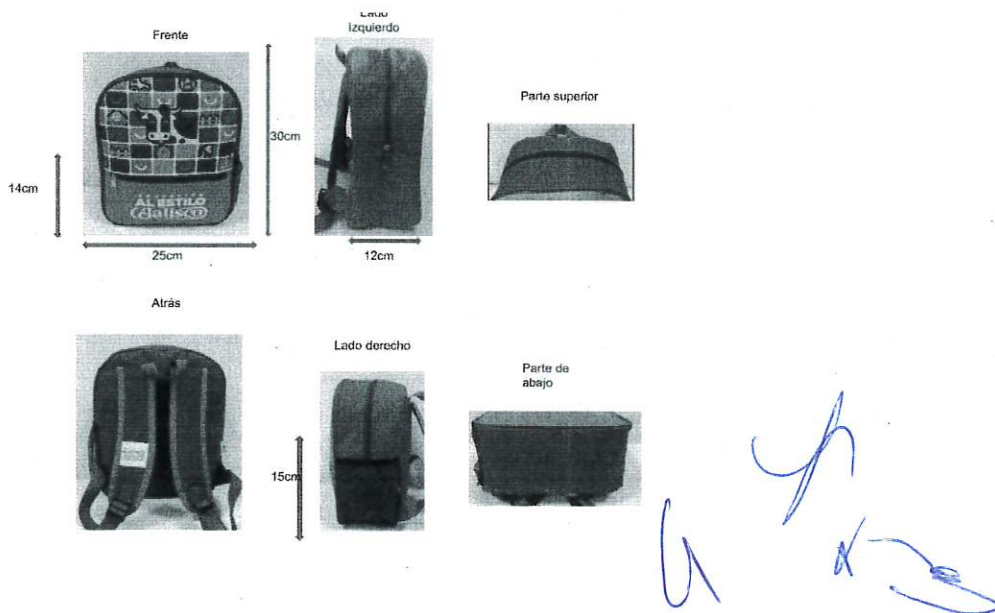 Frente
Lado
Izquierdo
Parte superior
30cm
14cm
25cm
12cm
AL ESTILO
Jalisco
Atrás
Lado derecho
Parte de
abajo
15cm